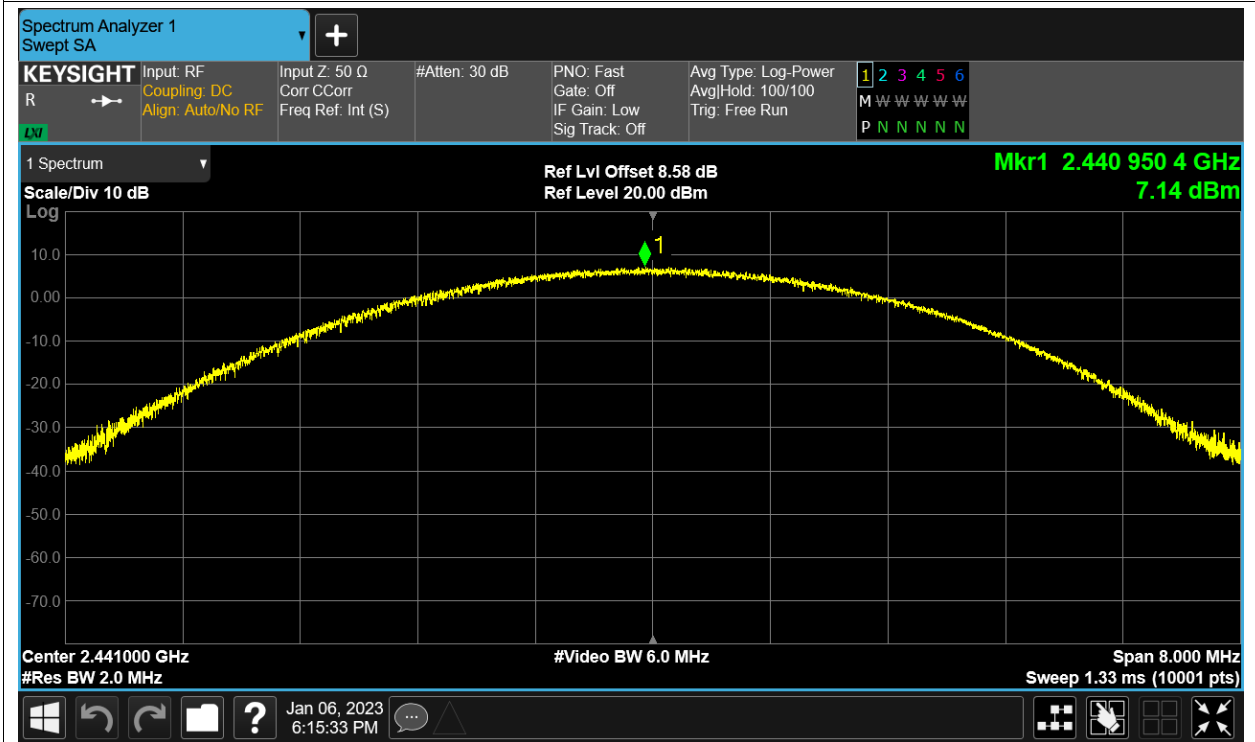 Spectrum Analyzer 1
Swept SA
+
KEYSIGHT
R
LXI
Input: RF
Coupling: DC
Align: Auto/No RF
Input Z: 50 Ω
Corr CCorr
Freq Ref: Int (S)
#Atten: 30 dB
PNO: Fast
Gate: Off
IF Gain: Low
Sig Track: Off
Avg Type: Log-Power
Avg|Hold: 100/100
Trig: Free Run
1 2 3 4 5 6
M W W W W W
P N N N N N
1 Spectrum
Scale/Div 10 dB
Log
Ref Lvl Offset 8.58 dB
Ref Level 20.00 dBm
Mkr1 2.440 950 4 GHz
7.14 dBm
1
10.0
0.00
-10.0
-20.0
-30.0
-40.0
-50.0
-60.0
-70.0
Center 2.441000 GHz
#Res BW 2.0 MHz
#Video BW 6.0 MHz
Span 8.000 MHz
Sweep 1.33 ms (10001 pts)
?
Jan 06, 2023
6:15:33 PM